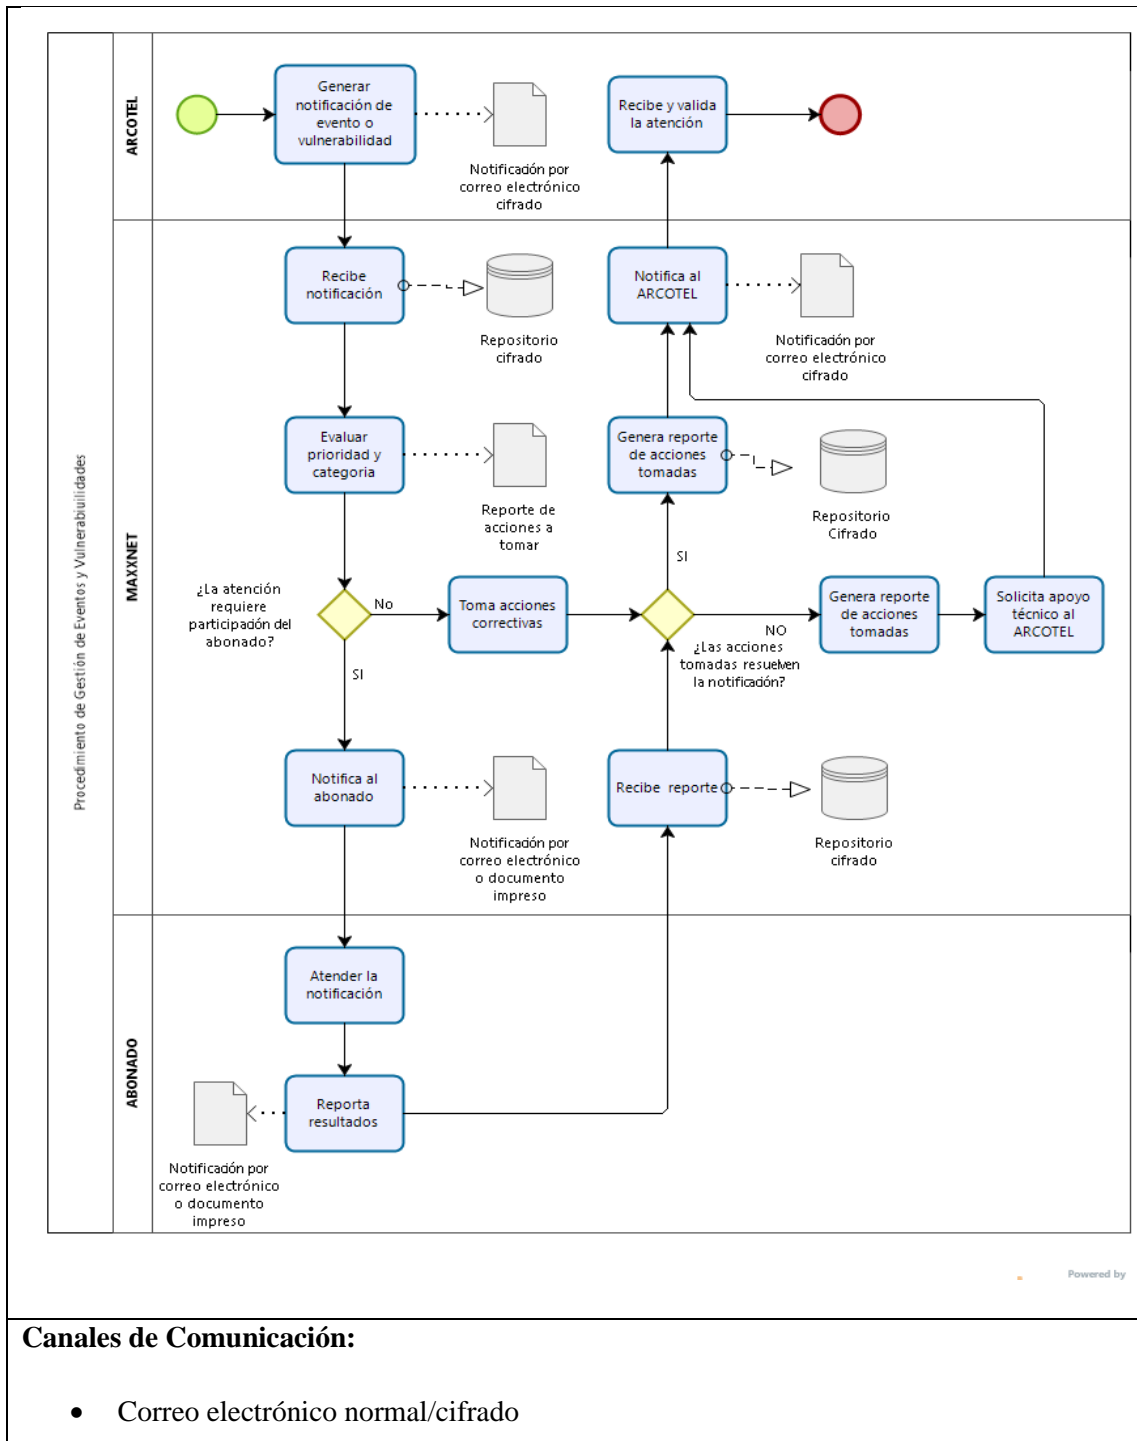 Procedimiento de Gestión de Eventos y Vulnerabiuilidades
ARCOTEL
Generar
notificación de
evento o
vulnerabilidad
Notificación por
correo electrónico
cifrado
Recibe y valida
la atención
MAXXNET
Recibe
notificación
Repositorio
cifrado
Notifica al
ARCOTEL
Notificación por
correo electrónico
cifrado
Evaluar
prioridad y
categoria
Reporte de
acciones a
tomar
Genera reporte
de acciones
tomadas
Repositorio
Cifrado
¿La atención
requiere
participación del
abonado?
No
SI
Toma acciones
correctivas
SI
NO
¿Las acciones
tomadas resuelven
la notificación?
Genera reporte
de acciones
tomadas
Solicita apoyo
técnico al
ARCOTEL
Notifica al
abonado
Notificación por
correo electrónico
o documento
impreso
Recibe reporte
Repositorio
cifrado
ABONADO
Atender la
notificación
Reporta
resultados
Notificación por
correo electrónico
o documento
impreso
Powered by
Canales de Comunicación:
• Correo electrónico normal/cifrado